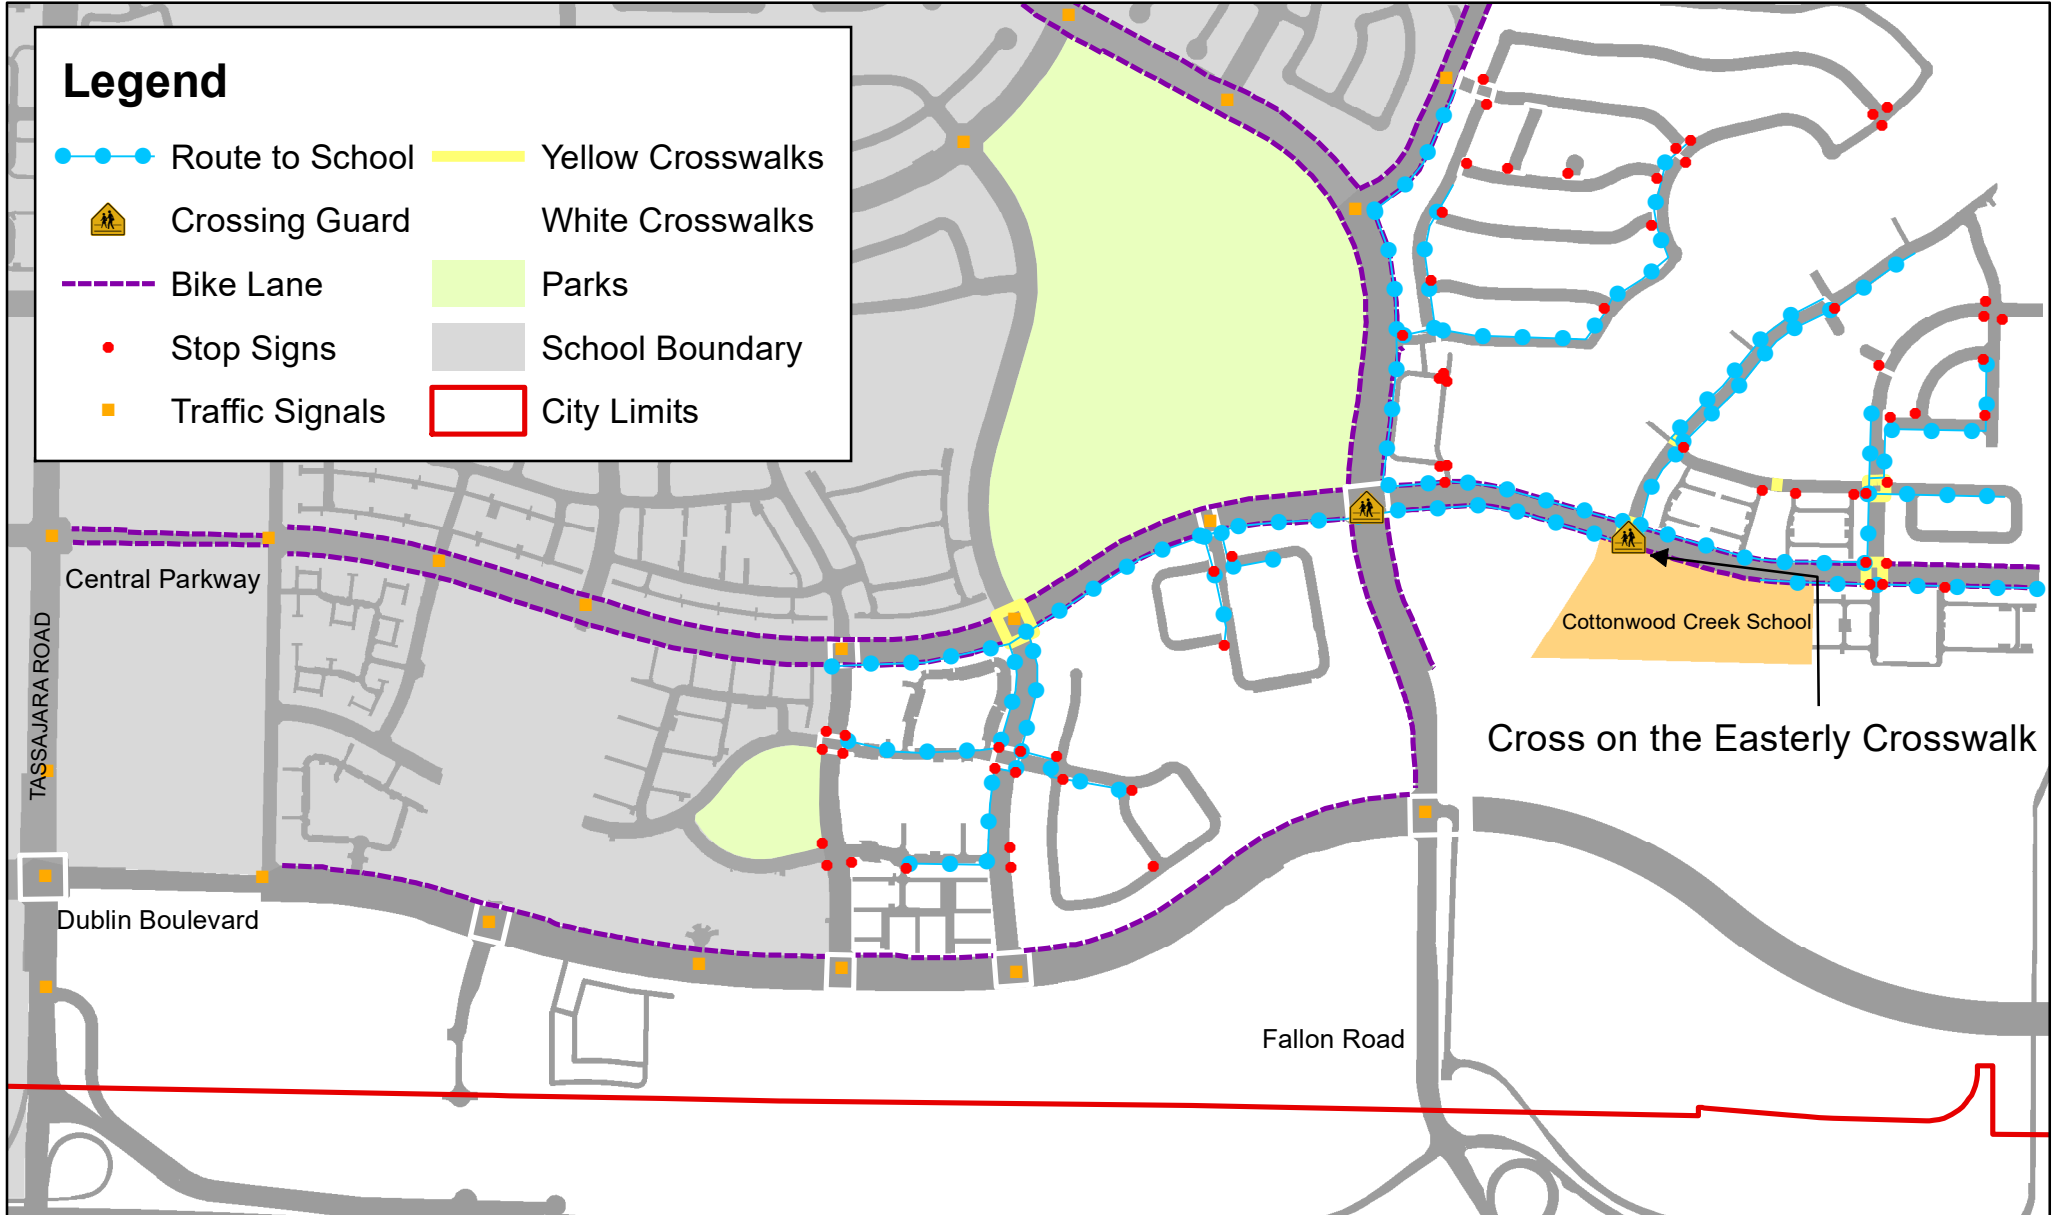 Legend
Route to School
Yellow Crosswalks
Crossing Guard
White Crosswalks
Bike Lane
Parks
Stop Signs
School Boundary
Traffic Signals
City Limits
Central Parkway
TASSAJARA ROAD
Cottonwood Creek School
Cross on the Easterly Crosswalk
Dublin Boulevard
Fallon Road